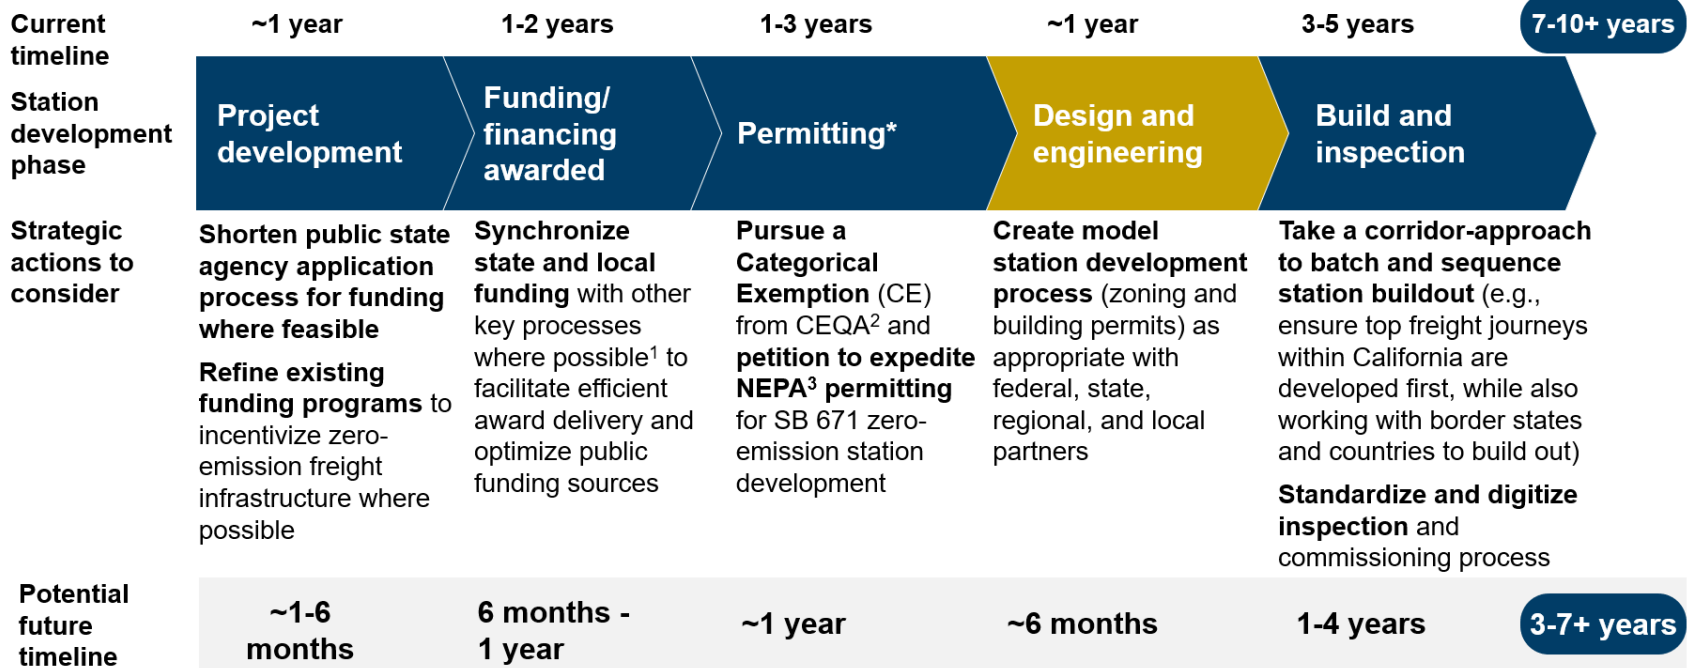 Current
timeline
~1 year
1-2 years
1-3 years
~1 year
3-5 years
7-10+ years
Station
development
phase
Project
development
Funding/
financing
awarded
Permitting*
Design and
engineering
Build and
inspection
Strategic
actions to
consider
Shorten public state
agency application
process for funding
where feasible
Refine existing
funding programs to
incentivize zero-
emission freight
infrastructure where
possible
Synchronize
state and local
funding with other
key processes
where possible¹ to
facilitate efficient
award delivery and
optimize public
funding sources
Pursue a
Categorical
Exemption (CE)
from CEQA² and
petition to expedite
NEPA³ permitting
for SB 671 zero-
emission station
development
Create model
station development
process (zoning and
building permits) as
appropriate with
federal, state,
regional, and local
partners
Take a corridor-approach
to batch and sequence
station buildout (e.g.,
ensure top freight journeys
within California are
developed first, while also
working with border states
and countries to build out)
Standardize and digitize
inspection and
commissioning process
Potential
future
timeline
~1-6
months
6 months -
1 year
~1 year
~6 months
1-4 years
3-7+ years